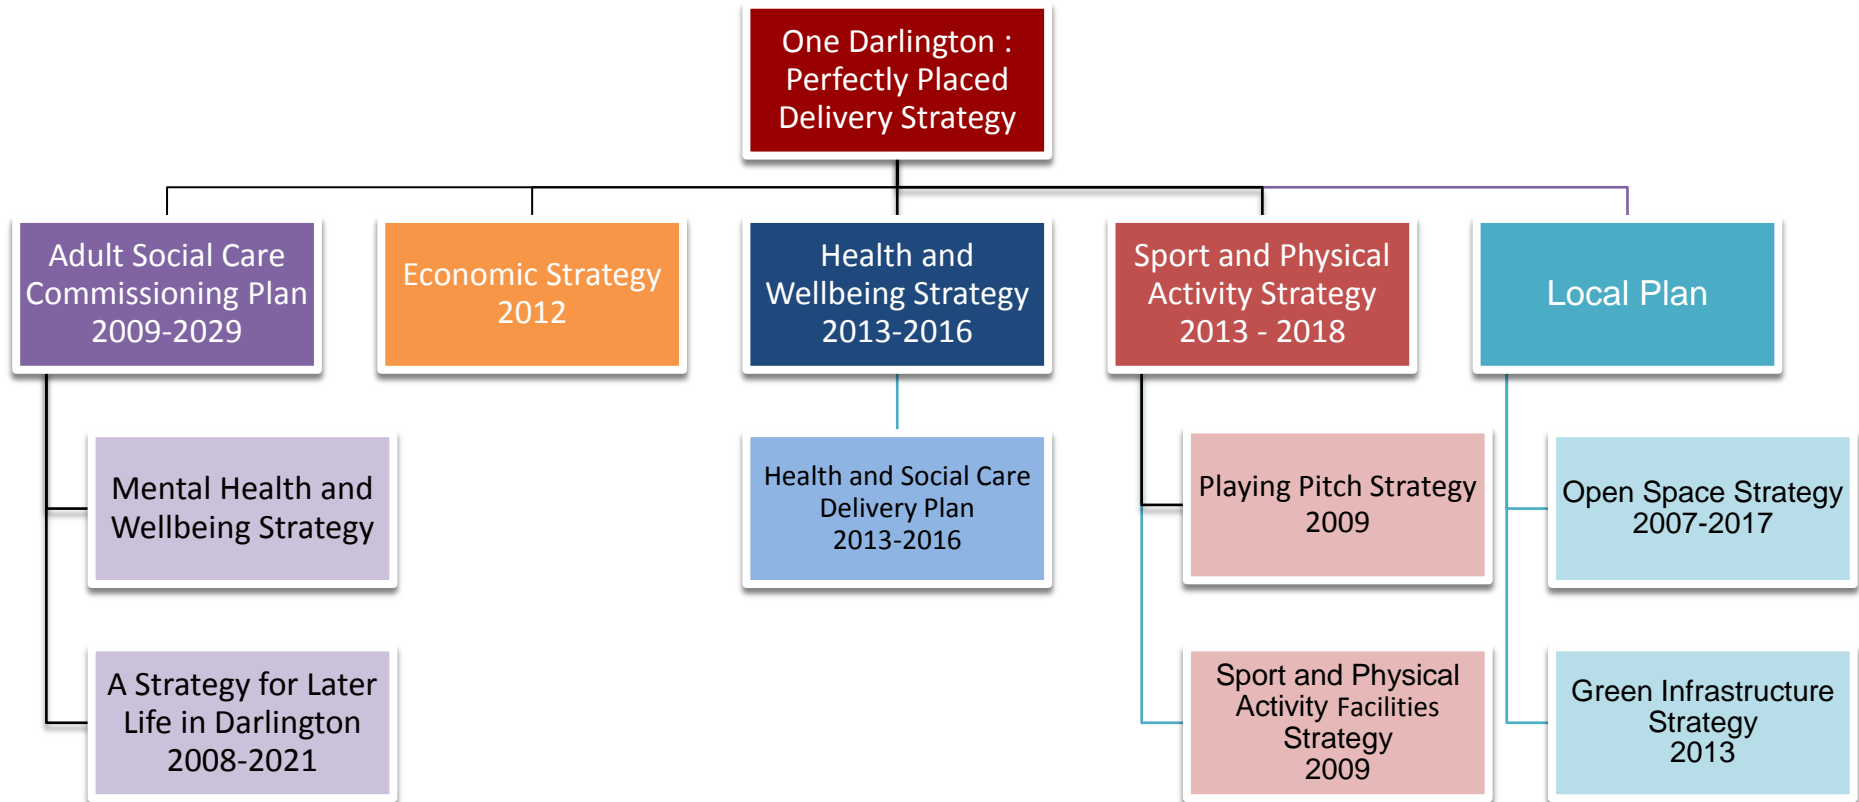 One Darlington :
Perfectly Placed
Delivery Strategy
Adult Social Care
Commissioning Plan
2009-2029
Economic Strategy
2012
Health and
Wellbeing Strategy
2013-2016
Sport and Physical
Activity Strategy
2013 - 2018
Local Plan
Mental Health and
Wellbeing Strategy
Health and Social Care
Delivery Plan
2013-2016
Playing Pitch Strategy
2009
Open Space Strategy
2007-2017
A Strategy for Later
Life in Darlington
2008-2021
Sport and Physical
Activity Facilities
Strategy
2009
Green Infrastructure
Strategy
2013